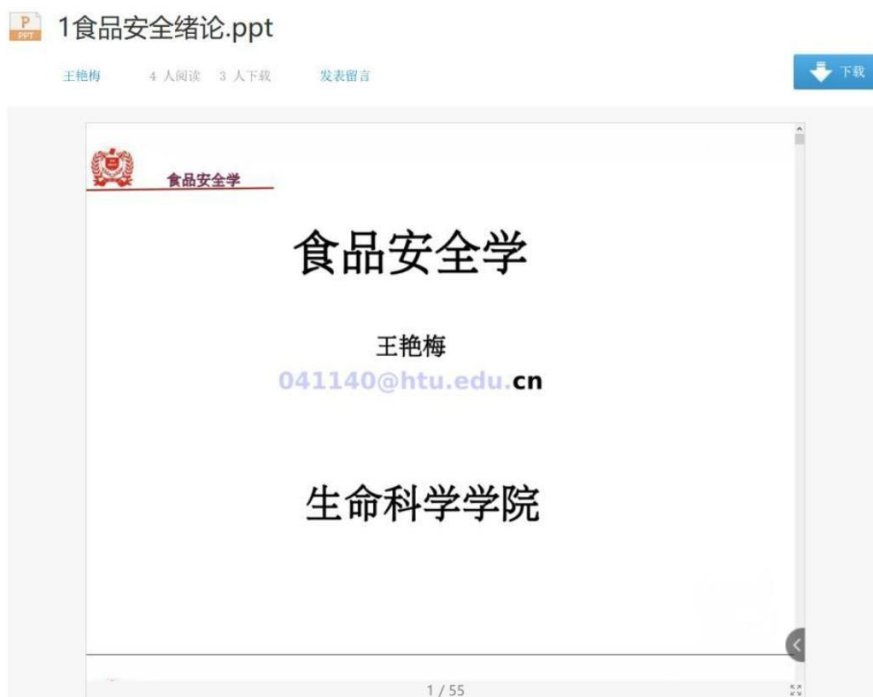 1食品安全绪论.ppt
王艳梅 4 人阅读 3 人下载 发表留言
下载
食品安全学
食品安全学
王艳梅
041140@htu.edu.cn
生命科学学院
1 / 55